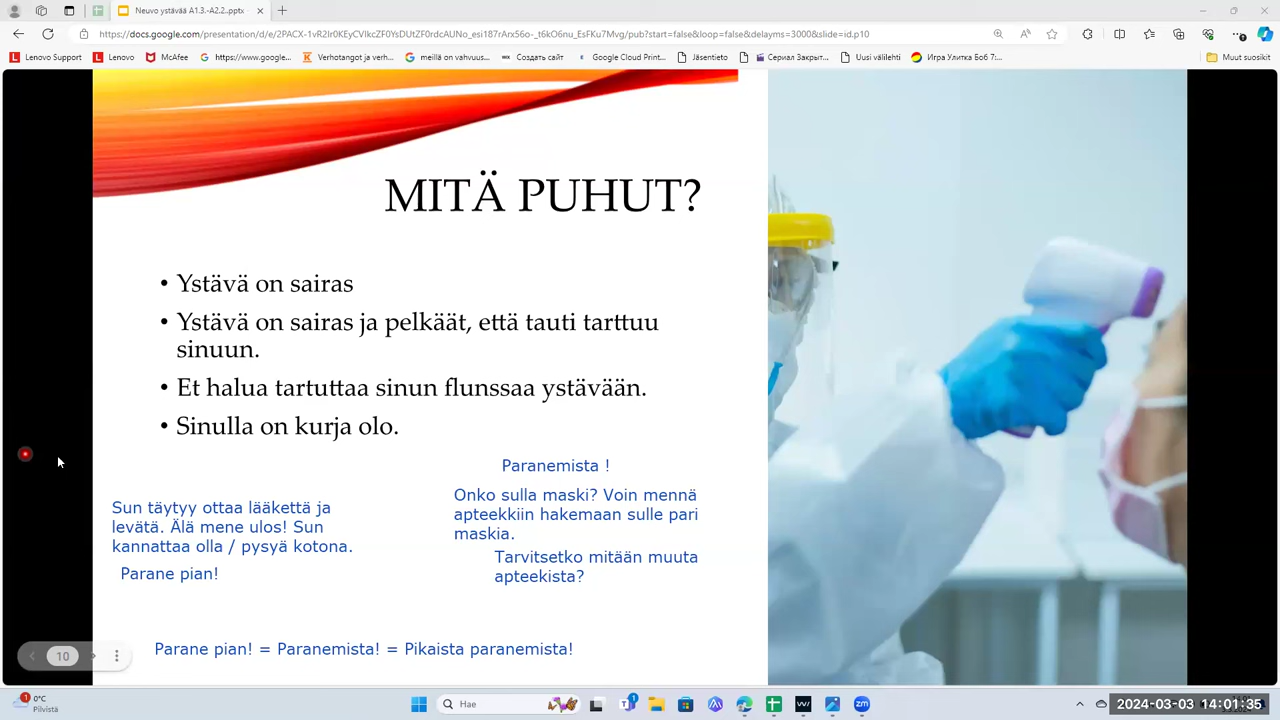 Neuvo ystävää A1.3.-A2.2..pptx
https://docs.google.com/presentation/d/e/2PACX-1vR2Ir0KEyCVIkcZF0YsDUtZF0rdcAUNo_esi187rArx56o-_t6kO6nu_EsFKu7Mvg/pub?start=false&loop=false&delayms=3000&slide=id.p10
Lenovo Support Lenovo McAfee https://www.google... Verhotangot ja verh... meillä on vahvuus... Создать сайт Google Cloud Print... Jäsentieto Сериал Закрыт... Uusi välilehti Игра Улитка Боб 7:... Muut suosikit
MITÄ PUHUT?
• Ystävä on sairas
• Ystävä on sairas ja pelkäät, että tauti tarttuu
sinuun.
• Et halua tartuttaa sinun flunssaa ystävään.
• Sinulla on kurja olo.
Paranemista !
Onko sulla maski? Voin mennä
apteekkiin hakemaan sulle pari
maskia.
Tarvitsetko mitään muuta
apteekista?
Sun täytyy ottaa lääkettä ja
levätä. Älä mene ulos! Sun
kannattaa olla / pysyä kotona.
Parane pian!
Parane pian! = Paranemista! = Pikaista paranemista!
10
1
0°C
Pilvistä
Hae
1
zm
2024-03-03 14:01:35